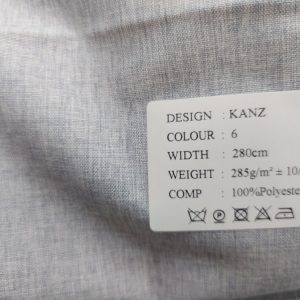 DESIGN : KANZ
COLOUR : 6
WIDTH : 280cm
WEIGHT : 285g/m² ± 10
COMP : 100%Polyeste